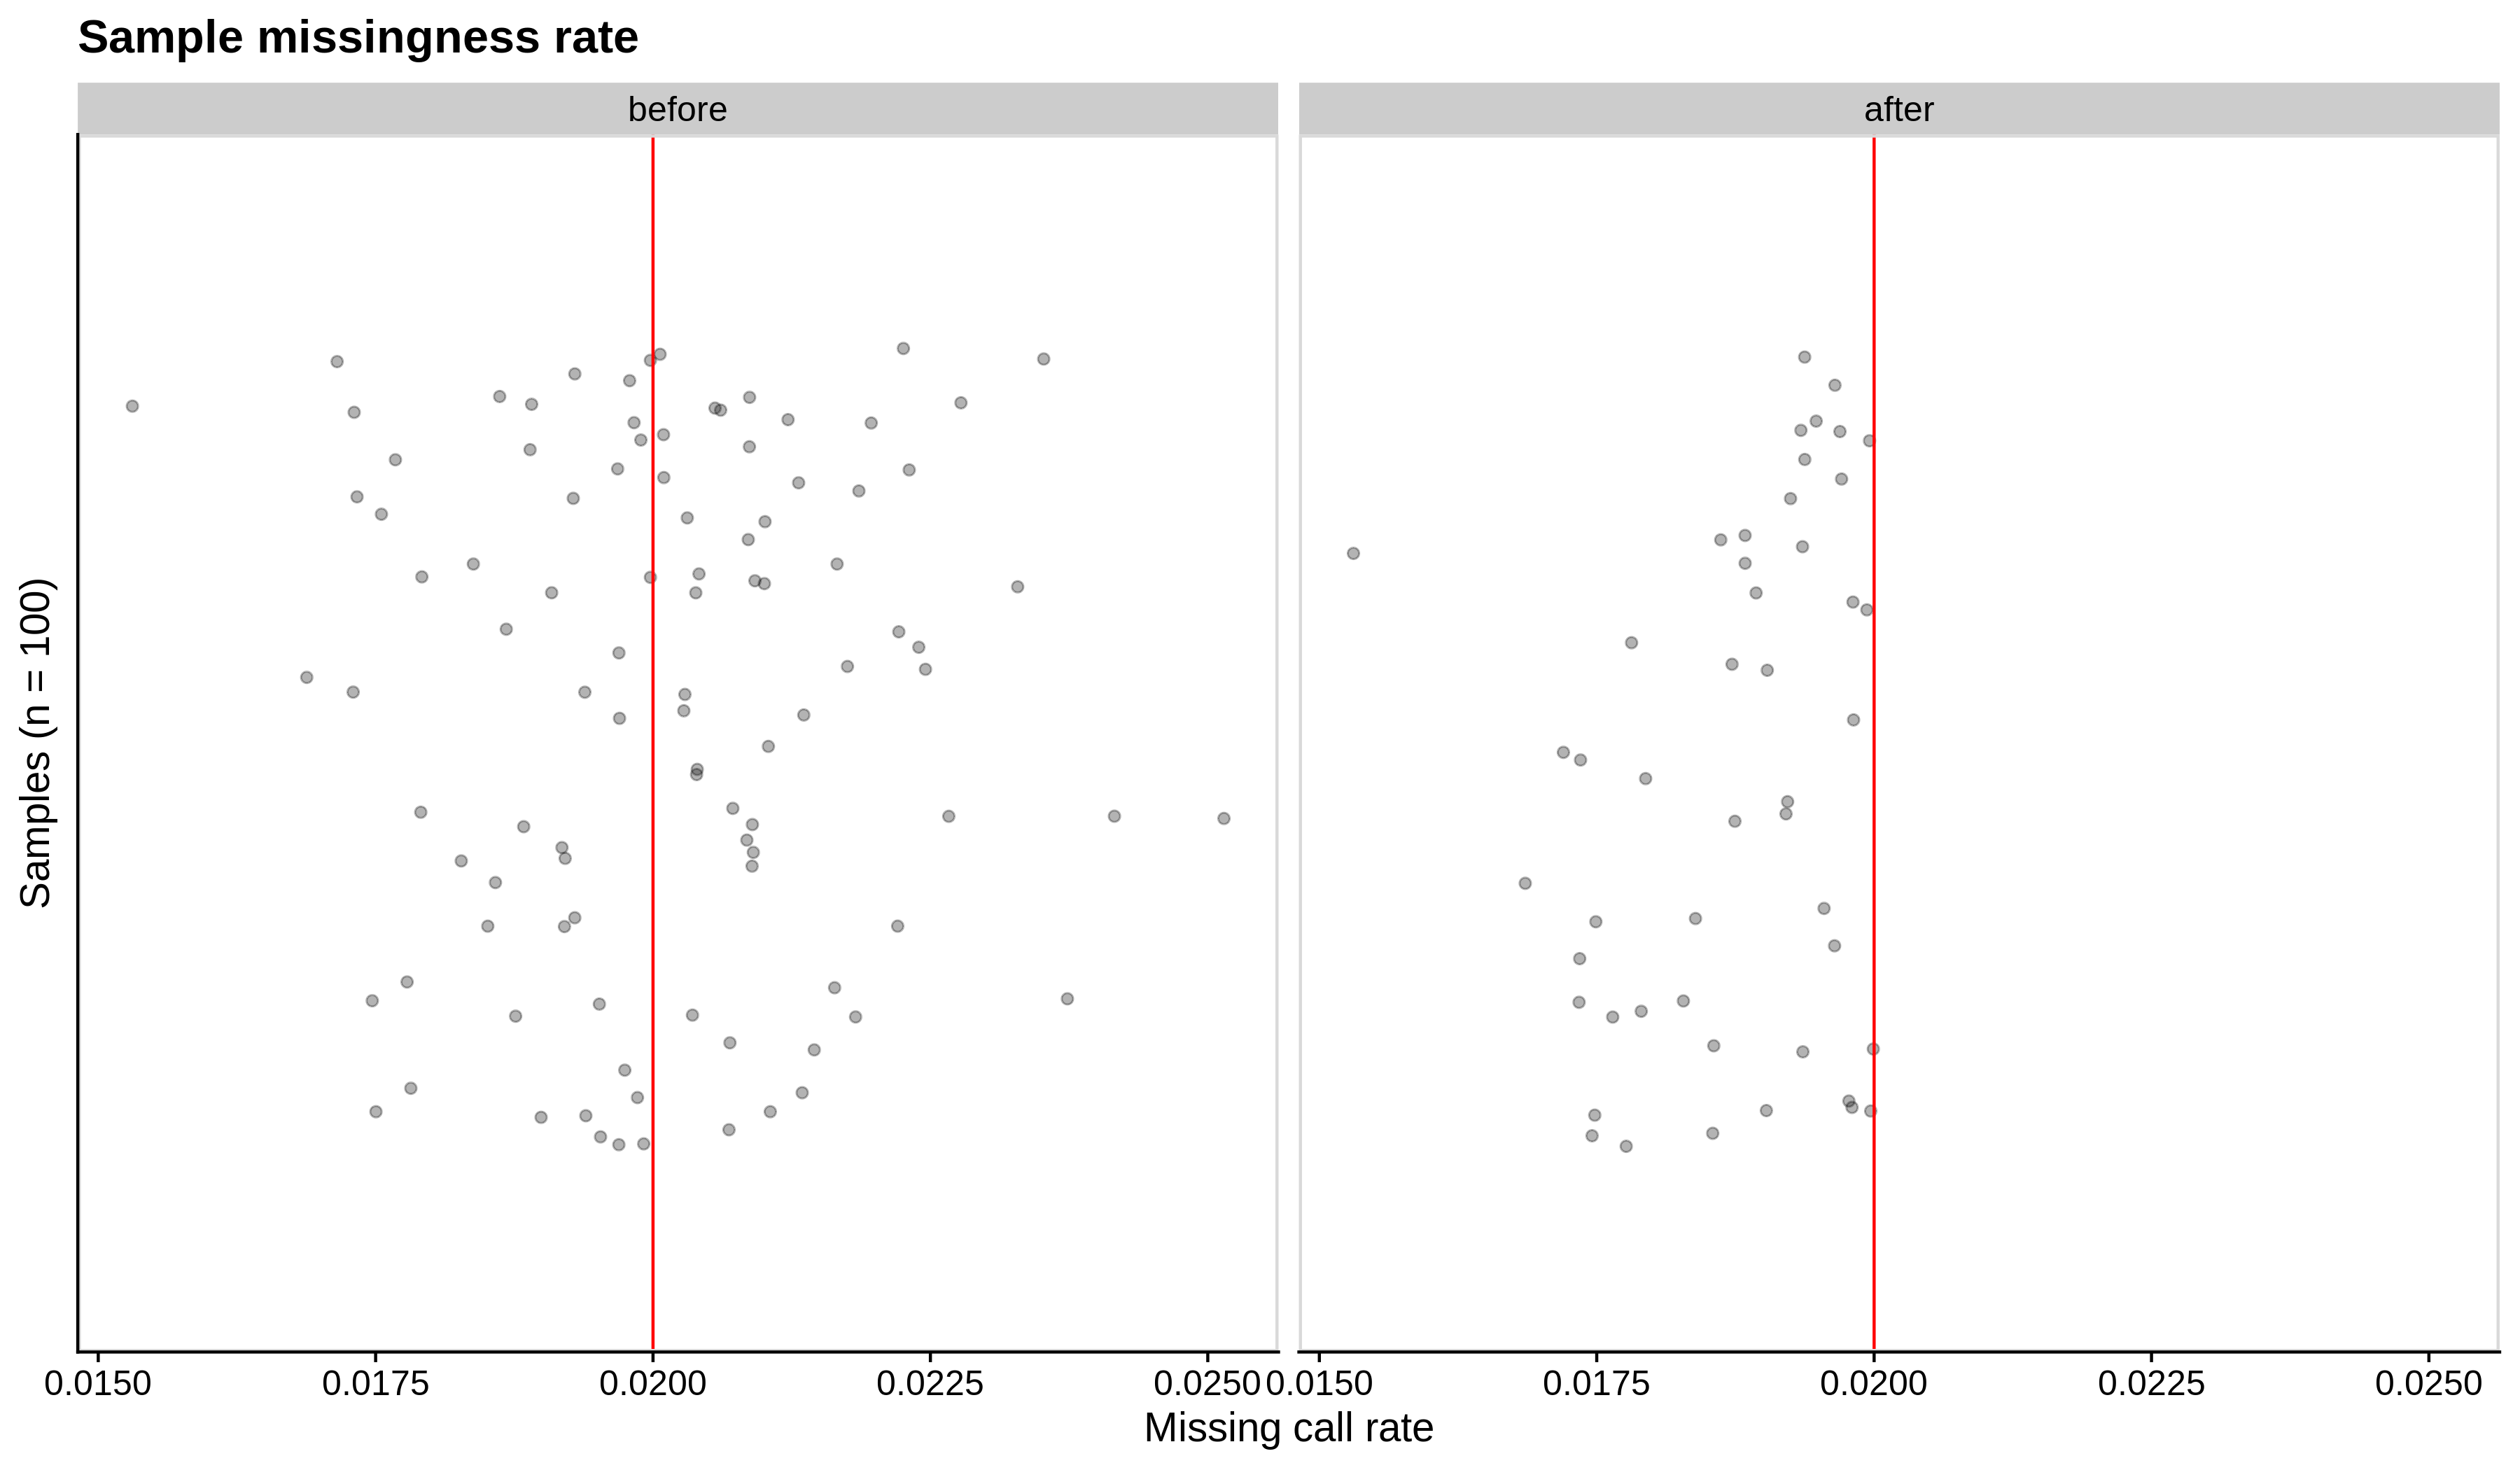 Sample missingness rate
before
after
Samples (n = 100)
0.0150 0.0175 0.0200 0.0225 0.0250 0.0150 0.0175 0.0200 0.0225 0.0250
Missing call rate